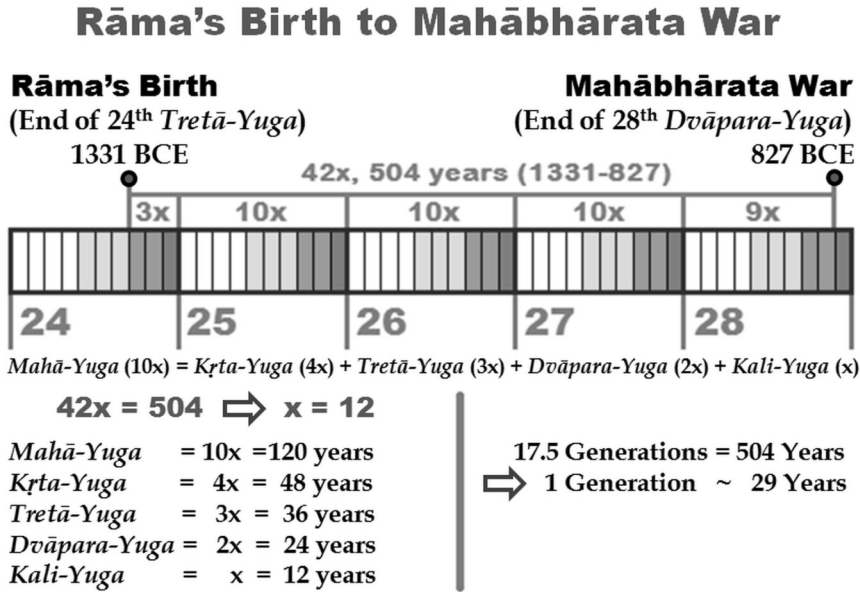 Rāma's Birth to Mahābhārata War
Rāma's Birth
(End of 24th Tretā-Yuga)
1331 BCE
Mahābhārata War
(End of 28th Dvāpara-Yuga)
827 BCE
42x, 504 years (1331-827)
3x 10x 10x 10x 9x
24 25 26 27 28
Mahā-Yuga (10x) = Kṛta-Yuga (4x) + Tretā-Yuga (3x) + Dvāpara-Yuga (2x) + Kali-Yuga (x)
42x = 504 ⇨ x = 12
Mahā-Yuga = 10x =120 years
Kṛta-Yuga = 4x = 48 years
Tretā-Yuga = 3x = 36 years
Dvāpara-Yuga = 2x = 24 years
Kali-Yuga = x = 12 years
17.5 Generations = 504 Years
⇨ 1 Generation ~ 29 Years